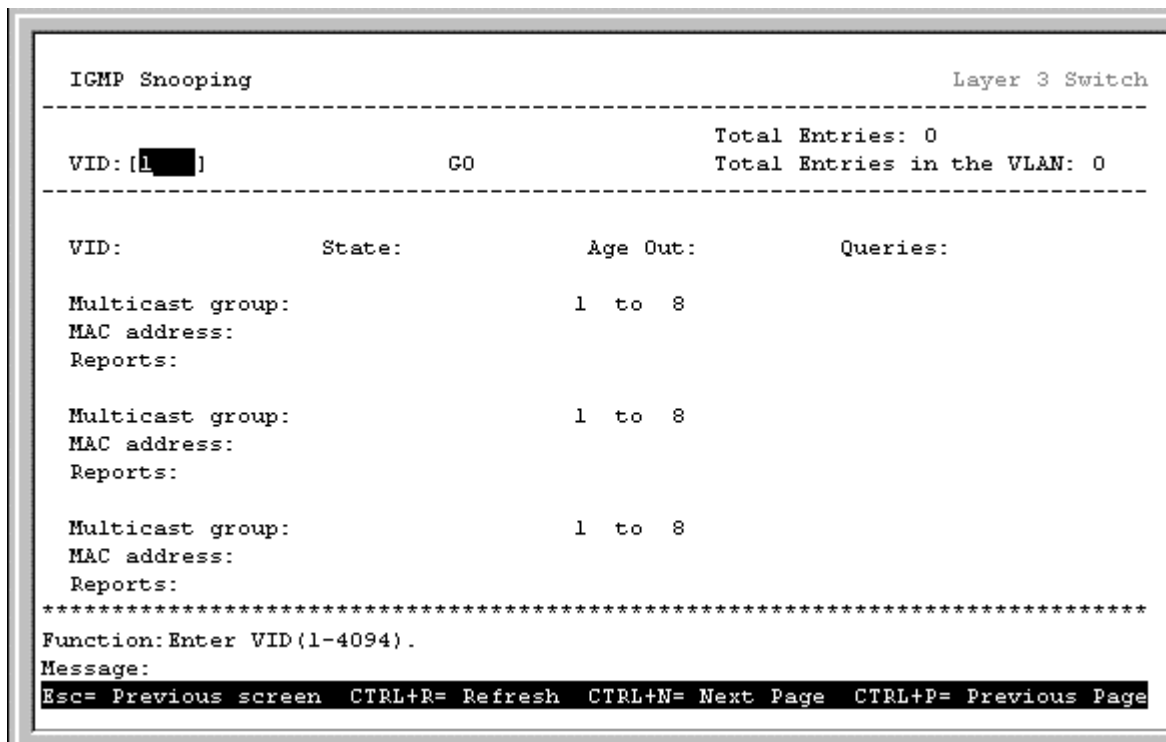 IGMP Snooping Layer 3 Switch
--------------------------------------------------------------------------------
Total Entries: 0
VID:[1 ] GO Total Entries in the VLAN: 0
--------------------------------------------------------------------------------
VID: State: Age Out: Queries:
Multicast group: 1 to 8
MAC address:
Reports:
Multicast group: 1 to 8
MAC address:
Reports:
Multicast group: 1 to 8
MAC address:
Reports:
********************************************************************************
Function:Enter VID(1-4094).
Message:
Esc= Previous screen CTRL+R= Refresh CTRL+N= Next Page CTRL+P= Previous Page